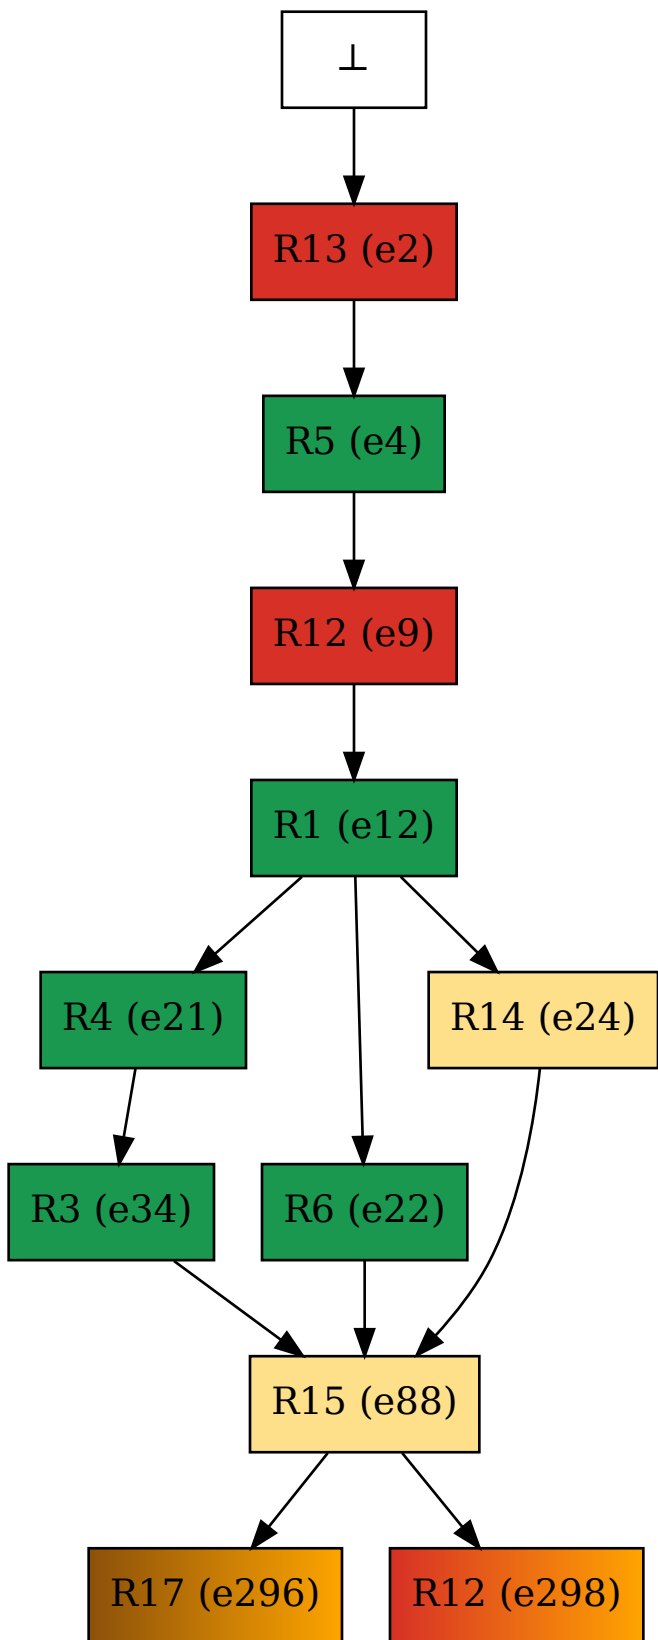 ⊥
R13 (e2)
R5 (e4)
R12 (e9)
R1 (e12)
R4 (e21)
R14 (e24)
R3 (e34)
R6 (e22)
R15 (e88)
R17 (e296)
R12 (e298)